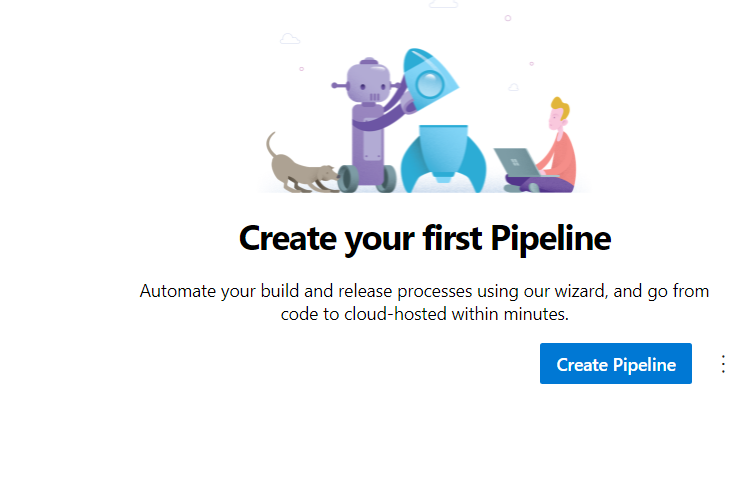 Create your first Pipeline
Automate your build and release processes using our wizard, and go from
code to cloud-hosted within minutes.
Create Pipeline